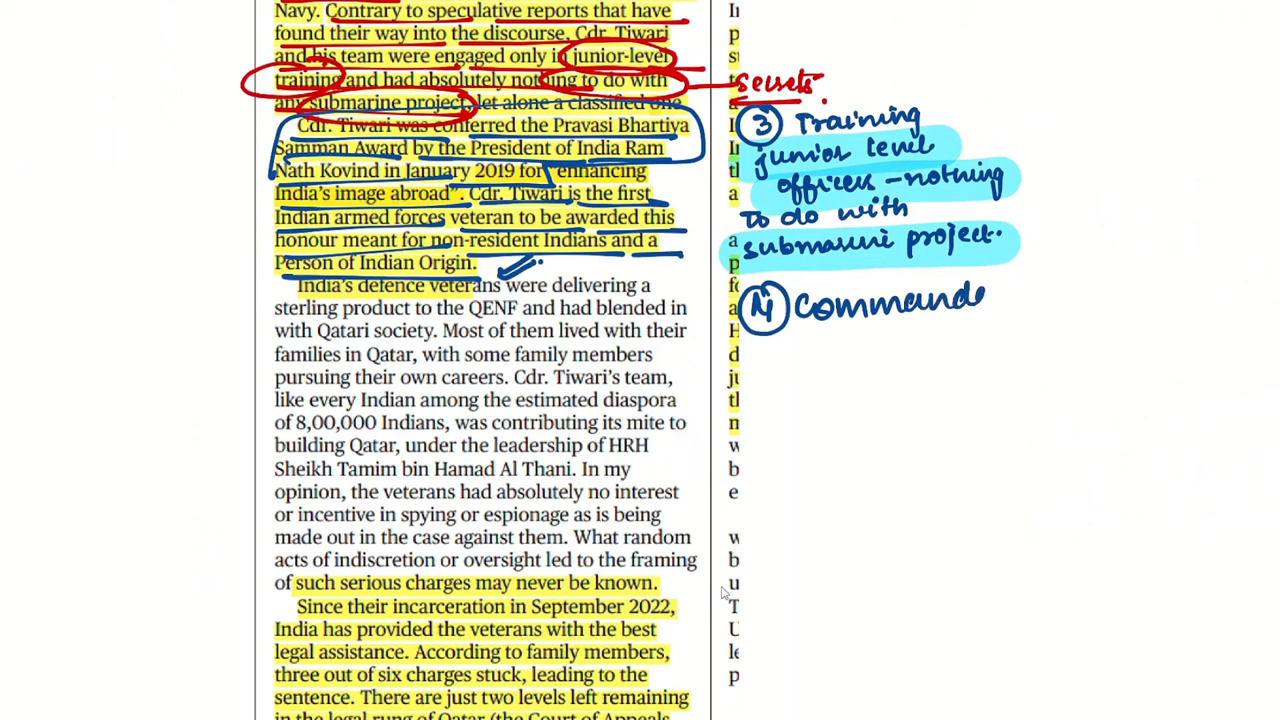 Navy. Contrary to speculative reports that have
found their way into the discourse, Cdr. Tiwari
and his team were engaged only in junior-level
training and had absolutely nothing to do with
any submarine project, let alone a classified one.
Cdr. Tiwari was conferred the Pravasi Bhartiya
Samman Award by the President of India Ram
Nath Kovind in January 2019 for "enhancing
India's image abroad". Cdr. Tiwari is the first
Indian armed forces veteran to be awarded this
honour meant for non-resident Indians and a
Person of Indian Origin.
India's defence veterans were delivering a
sterling product to the QENF and had blended in
with Qatari society. Most of them lived with their
families in Qatar, with some family members
pursuing their own careers. Cdr. Tiwari's team,
like every Indian among the estimated diaspora
of 8,00,000 Indians, was contributing its mite to
building Qatar, under the leadership of HRH
Sheikh Tamim bin Hamad Al Thani. In my
opinion, the veterans had absolutely no interest
or incentive in spying or espionage as is being
made out in the case against them. What random
acts of indiscretion or oversight led to the framing
of such serious charges may never be known.
Since their incarceration in September 2022,
India has provided the veterans with the best
legal assistance. According to family members,
three out of six charges stuck, leading to the
sentence. There are just two levels left remaining
in the legal rung of Qatar (the Court of Appeals
secrets.
3 Training
junior level
officers - nothing
to do with
submarine project.
4 Commande